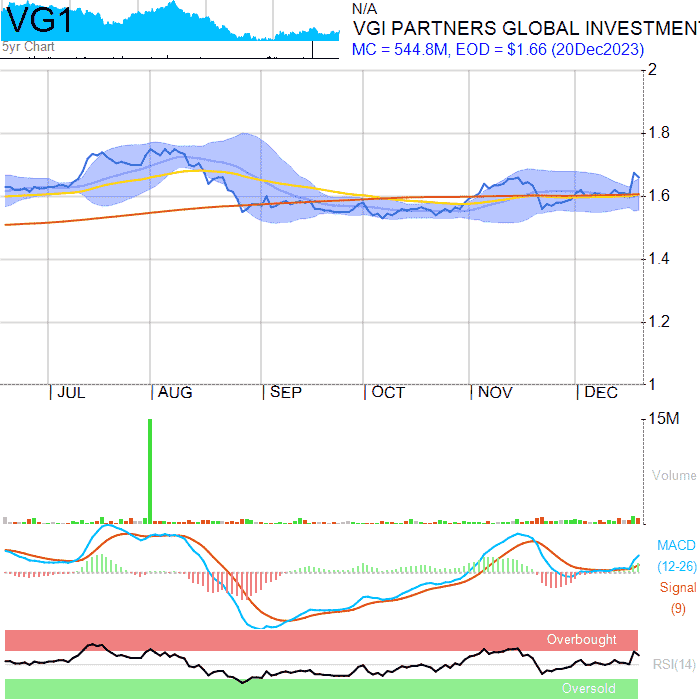 VG1
5yr Chart
N/A
VGI PARTNERS GLOBAL INVESTMEN
MC = 544.8M, EOD = $1.66 (20Dec2023)
2
1.8
1.6
1.4
1.2
1
JUL AUG SEP OCT NOV DEC
15M
Volume
MACD
(12-26)
Signal
(9)
Overbought
RSI(14)
Oversold